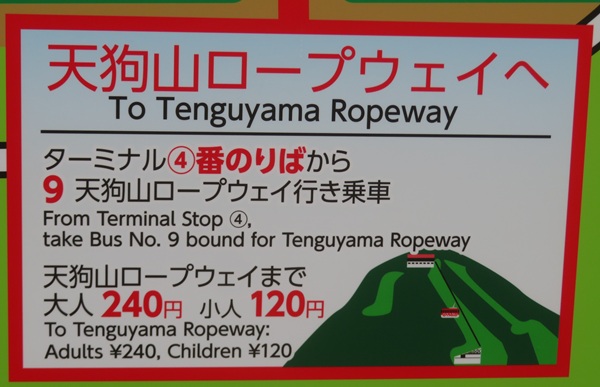 天狗山ロープウェイへ
To Tenguyama Ropeway
ターミナル④番のりばから
9 天狗山ロープウェイ行き乗車
From Terminal Stop ④,
take Bus No. 9 bound for Tenguyama Ropeway
天狗山ロープウェイまで
大人 240円 小人 120円
To Tenguyama Ropeway:
Adults ¥240, Children ¥120